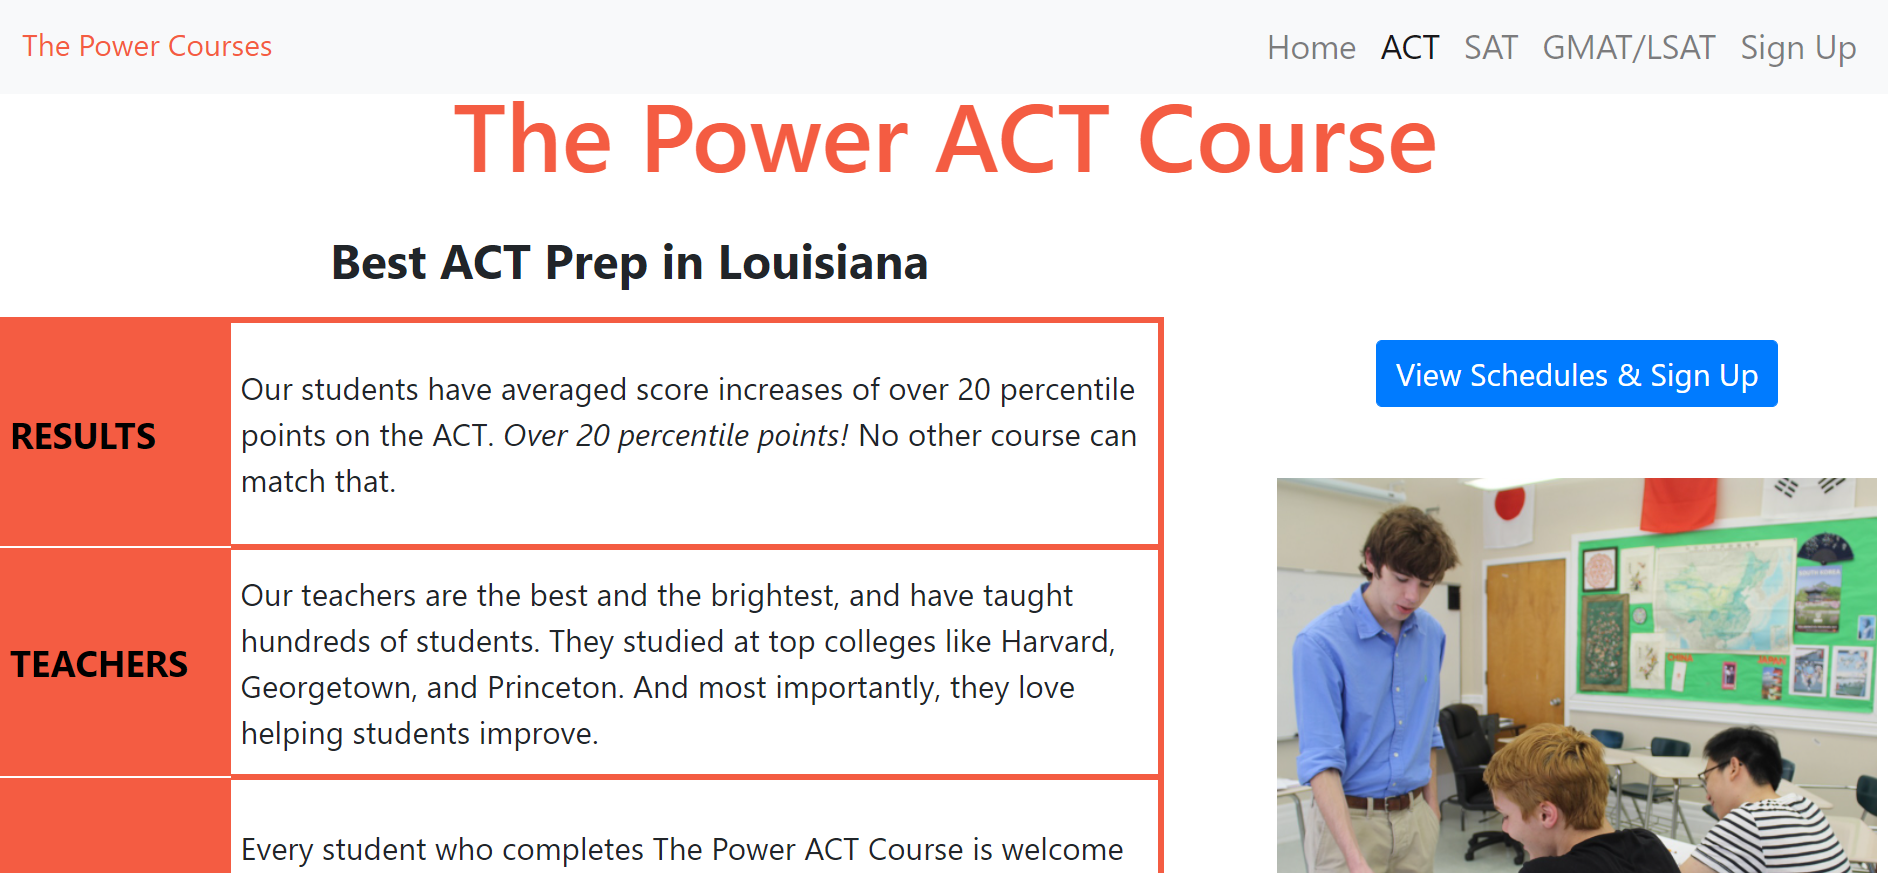 The Power Courses
Home ACT SAT GMAT/LSAT Sign Up
The Power ACT Course
Best ACT Prep in Louisiana
RESULTS
Our students have averaged score increases of over 20 percentile
points on the ACT. Over 20 percentile points! No other course can
match that.
TEACHERS
Our teachers are the best and the brightest, and have taught
hundreds of students. They studied at top colleges like Harvard,
Georgetown, and Princeton. And most importantly, they love
helping students improve.
Every student who completes The Power ACT Course is welcome
View Schedules & Sign Up
SOUTH KOREA
CHINA